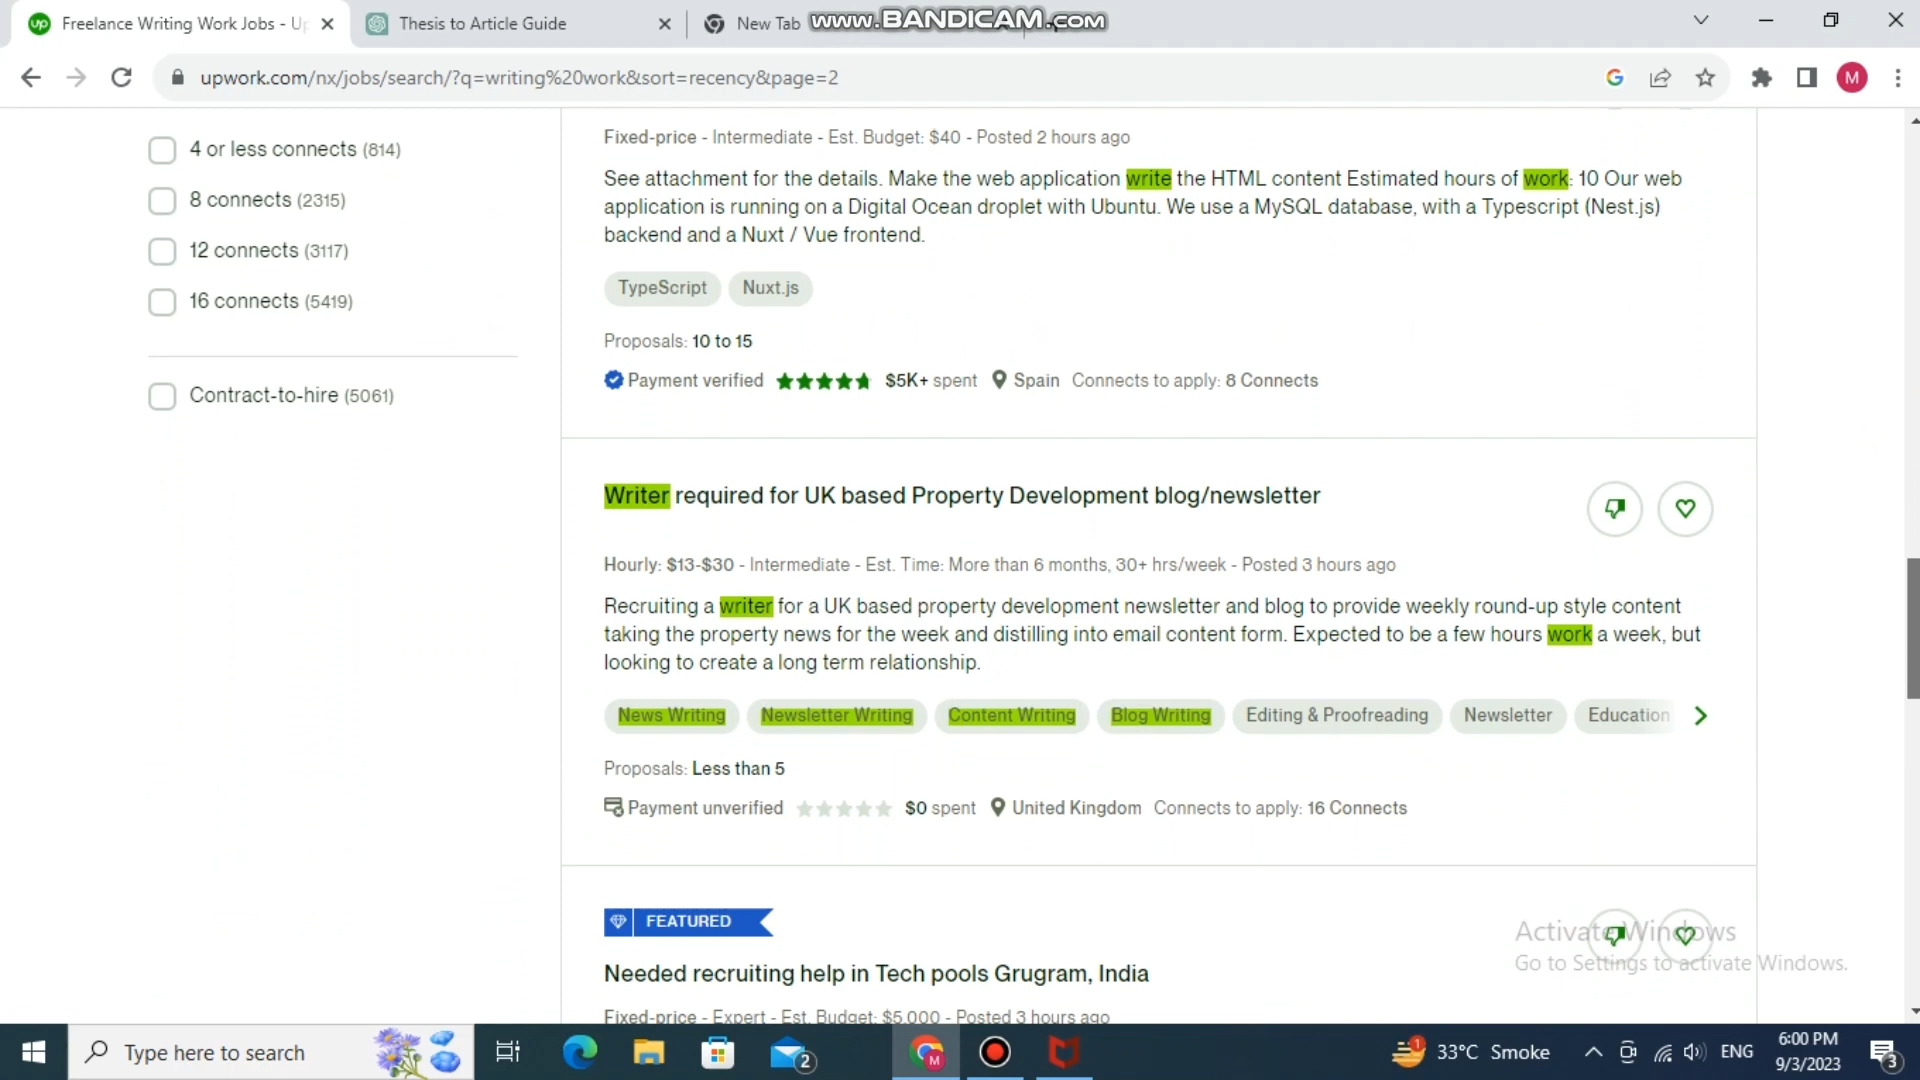 Freelance Writing Work Jobs - Up
Thesis to Article Guide
New Tab
www.BANDICAM.com
upwork.com/nx/jobs/search/?q=writing%20work&sort=recency&page=2
M
4 or less connects (814)
8 connects (2315)
12 connects (3117)
16 connects (5419)
Contract-to-hire (5061)
Fixed-price - Intermediate - Est. Budget: $40 - Posted 2 hours ago
See attachment for the details. Make the web application write the HTML content Estimated hours of work: 10 Our web
application is running on a Digital Ocean droplet with Ubuntu. We use a MySQL database, with a Typescript (Nest.js)
backend and a Nuxt / Vue frontend.
TypeScript Nuxt.js
Proposals: 10 to 15
Payment verified $5K+ spent Spain Connects to apply: 8 Connects
Writer required for UK based Property Development blog/newsletter
Hourly: $13-$30 - Intermediate - Est. Time: More than 6 months, 30+ hrs/week - Posted 3 hours ago
Recruiting a writer for a UK based property development newsletter and blog to provide weekly round-up style content
taking the property news for the week and distilling into email content form. Expected to be a few hours work a week, but
looking to create a long term relationship.
News Writing Newsletter Writing Content Writing Blog Writing Editing & Proofreading Newsletter Education
Proposals: Less than 5
Payment unverified $0 spent United Kingdom Connects to apply: 16 Connects
FEATURED
Needed recruiting help in Tech pools Grugram, India
Fixed-price - Expert - Est. Budget: $5,000 - Posted 3 hours ago
Activate Windows
Go to Settings to activate Windows.
Type here to search
2
M
1
33°C Smoke
ENG
6:00 PM
9/3/2023
3